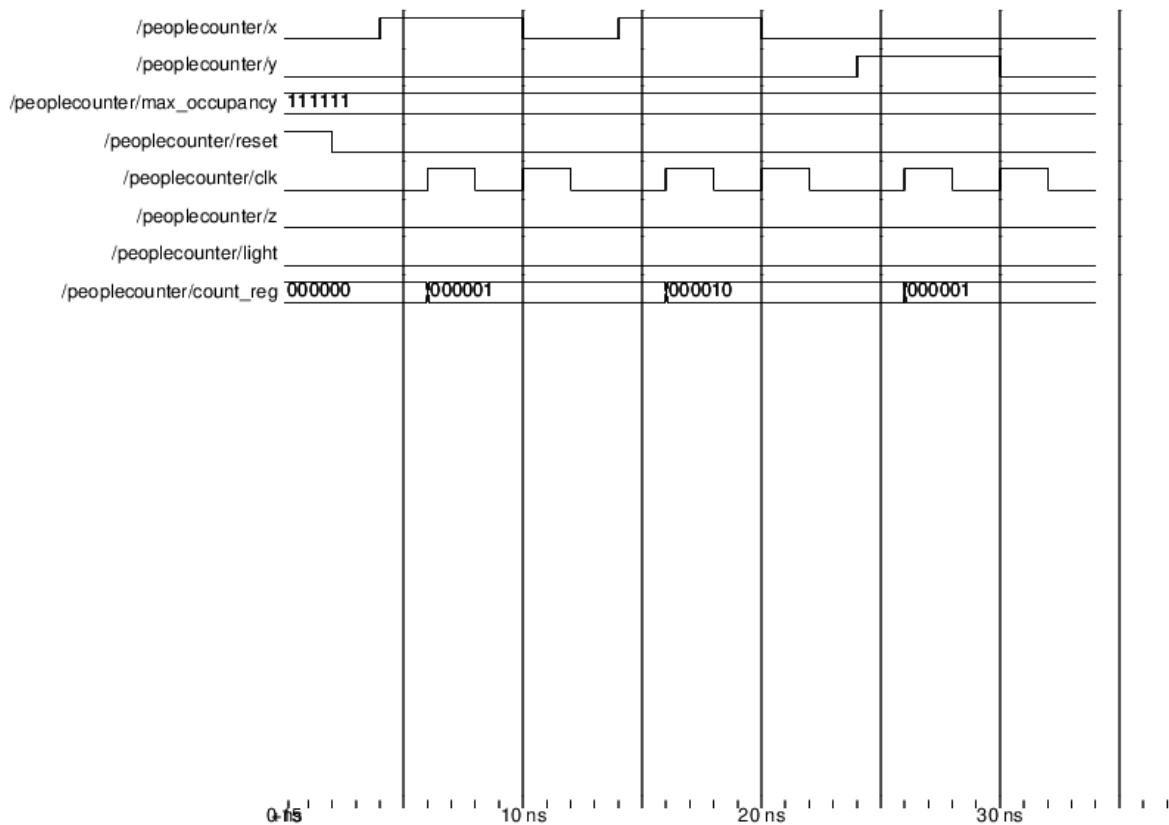 /peoplecounter/x
/peoplecounter/y
/peoplecounter/max_occupancy 111111
/peoplecounter/reset
/peoplecounter/clk
/peoplecounter/z
/peoplecounter/light
/peoplecounter/count_reg 000000 000001 000010 000001
10 ns 20 ns 30 ns